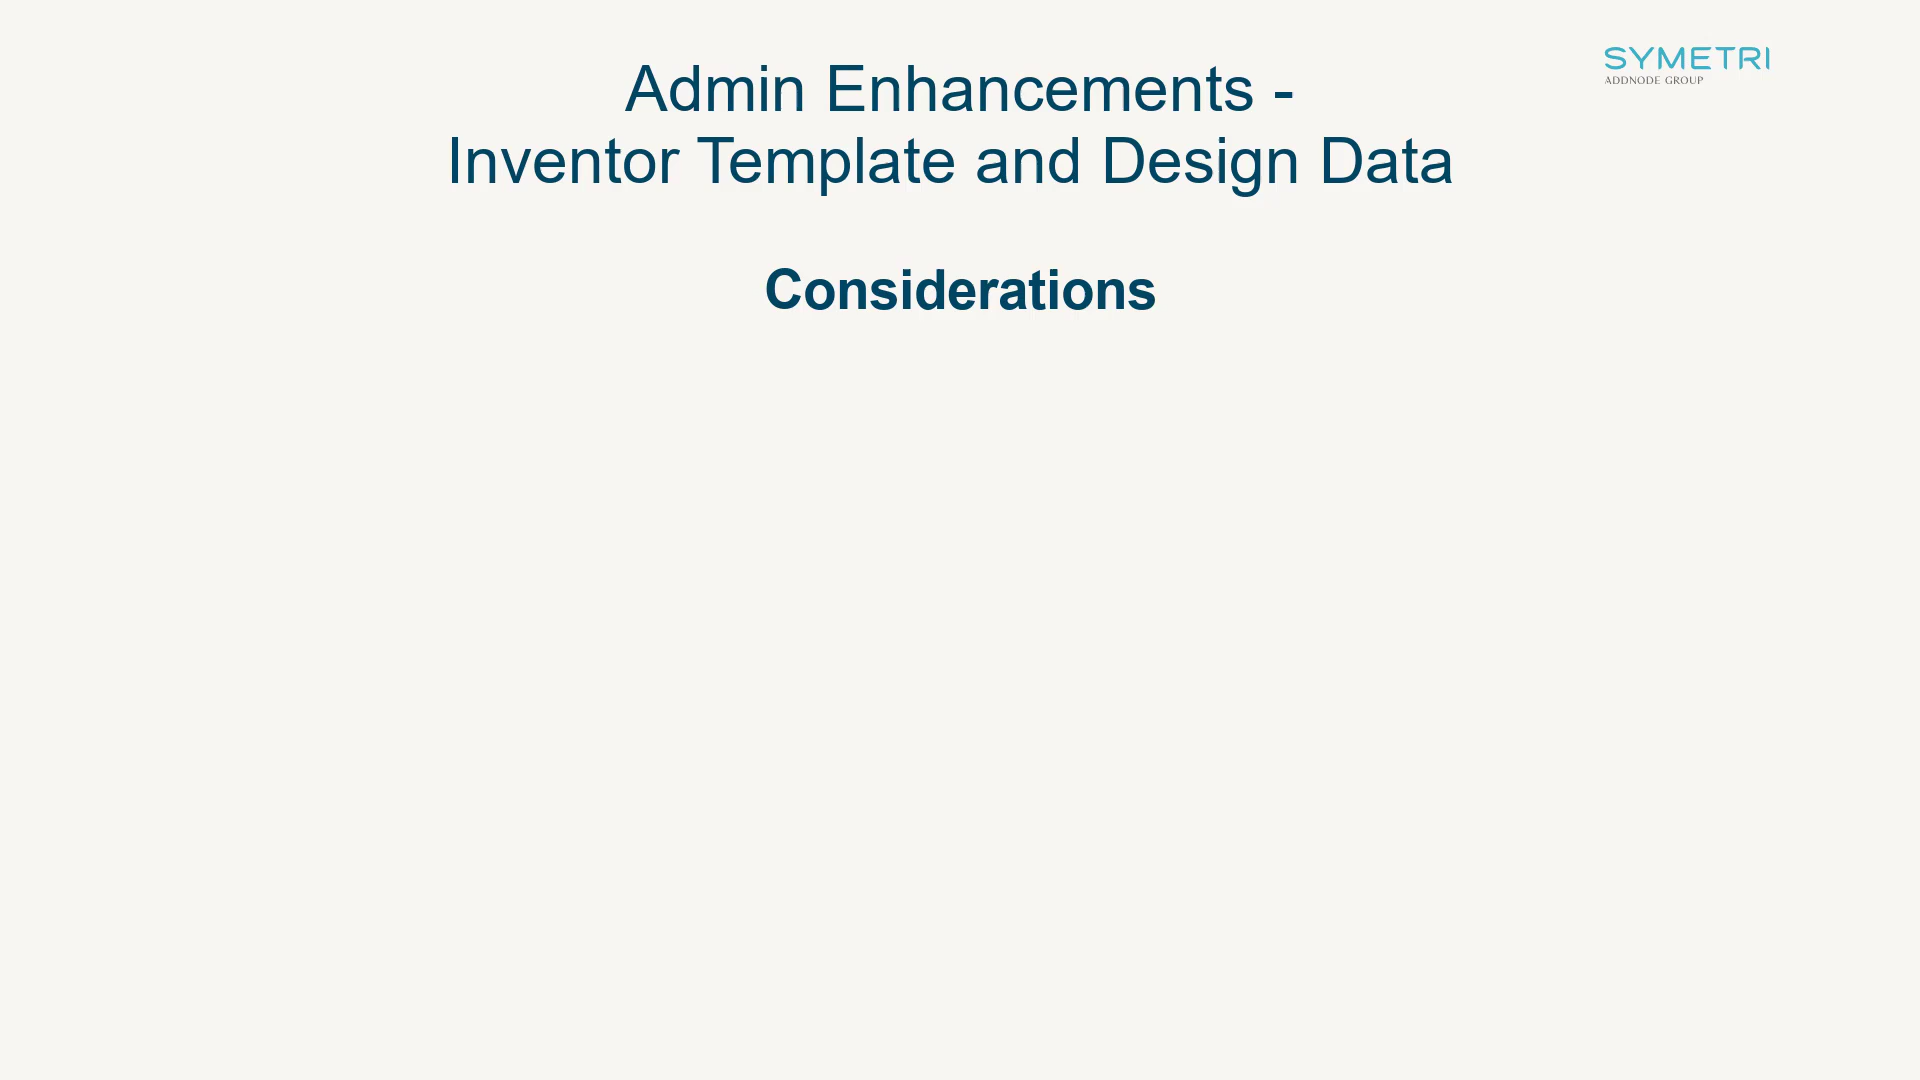 SYMETRI
ADDNODE GROUP
Admin Enhancements -
Inventor Template and Design Data
Considerations